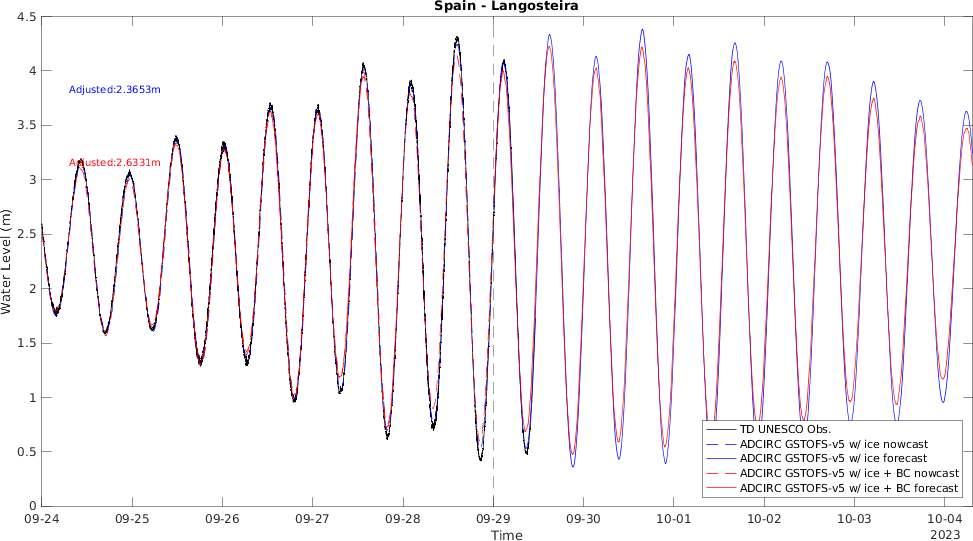 Spain - Langosteira
4.5
4
3.5
3
2.5
2
1.5
1
0.5
0
Water Level (m)
Adjusted:2.3653m
Adjusted:2.6331m
TD UNESCO Obs.
ADCIRC GSTOFS-v5 w/ ice nowcast
ADCIRC GSTOFS-v5 w/ ice forecast
ADCIRC GSTOFS-v5 w/ ice + BC nowcast
ADCIRC GSTOFS-v5 w/ ice + BC forecast
09-24 09-25 09-26 09-27 09-28 09-29 09-30 10-01 10-02 10-03 10-04
Time
2023